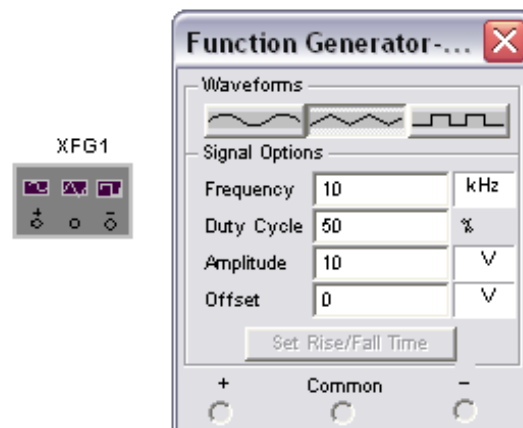 XFG1
+
-
Function Generator-...
Waveforms
Signal Options
Frequency 10 kHz
Duty Cycle 50 %
Amplitude 10 V
Offset 0 V
Set Rise/Fall Time
+ Common -